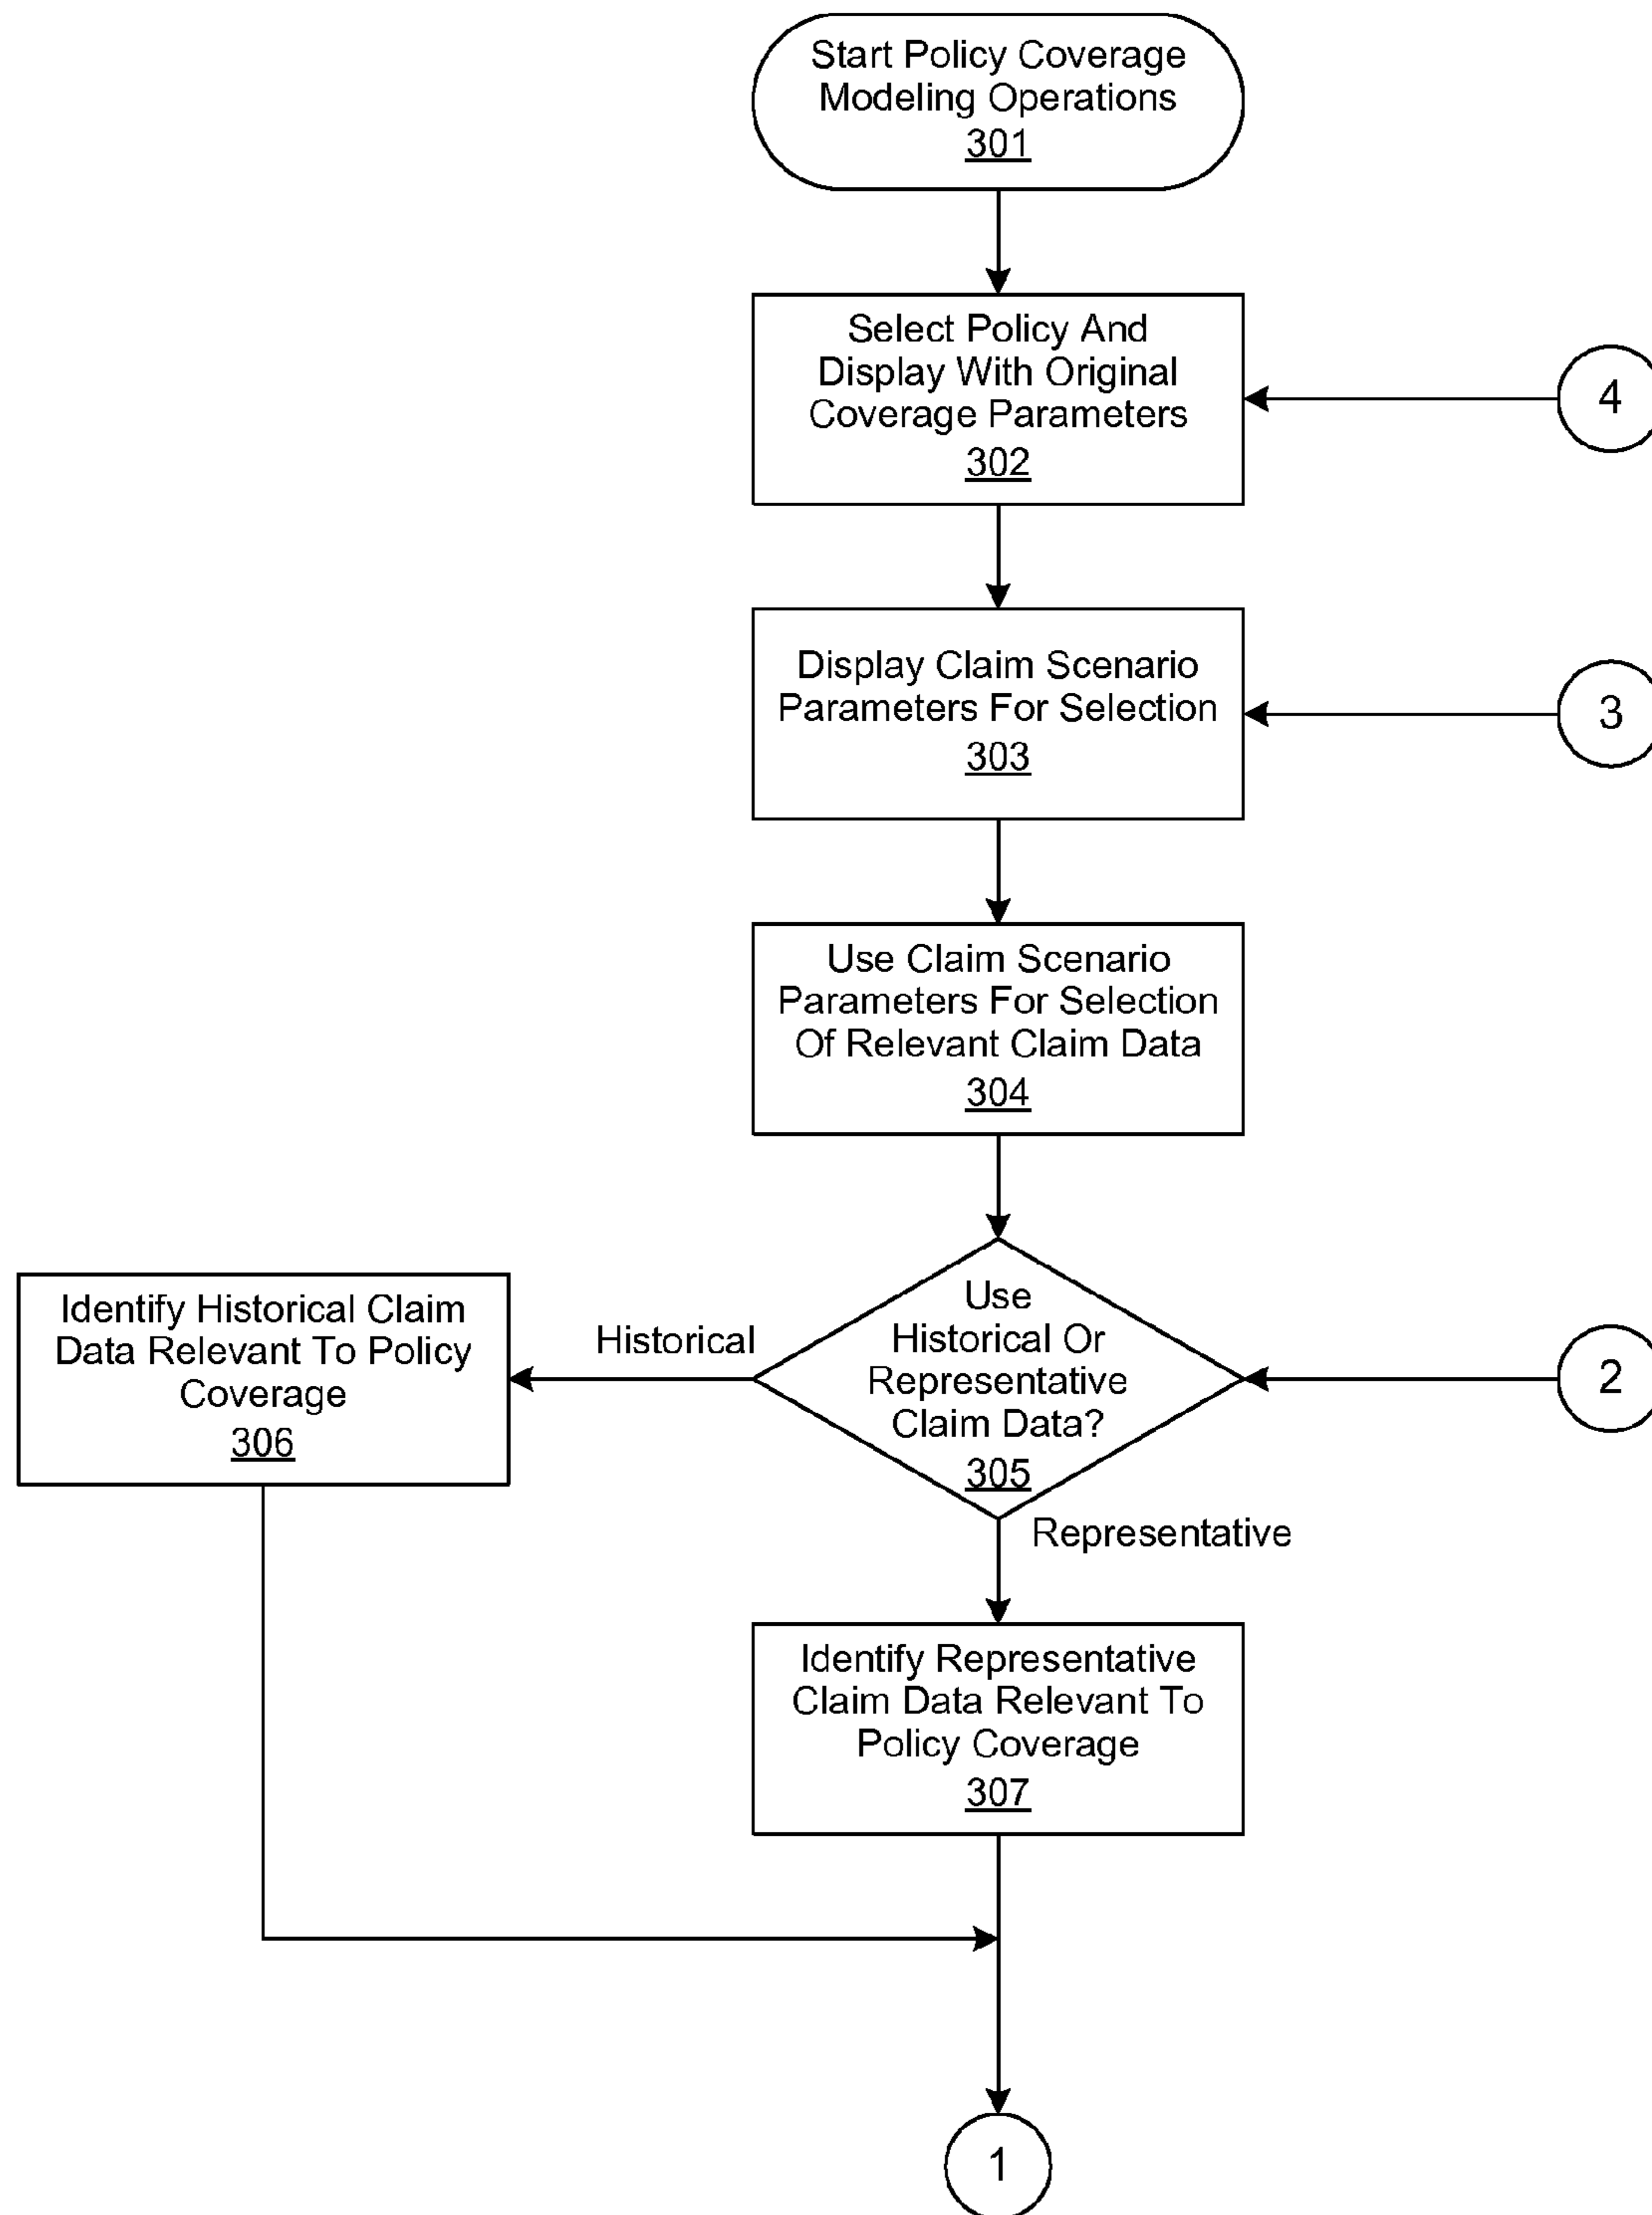 Start Policy Coverage
Modeling Operations
301
Select Policy And
Display With Original
Coverage Parameters
302
4
Display Claim Scenario
Parameters For Selection
303
3
Use Claim Scenario
Parameters For Selection
Of Relevant Claim Data
304
Identify Historical Claim
Data Relevant To Policy
Coverage
306
Historical
Use
Historical Or
Representative
Claim Data?
305
2
Representative
Identify Representative
Claim Data Relevant To
Policy Coverage
307
1